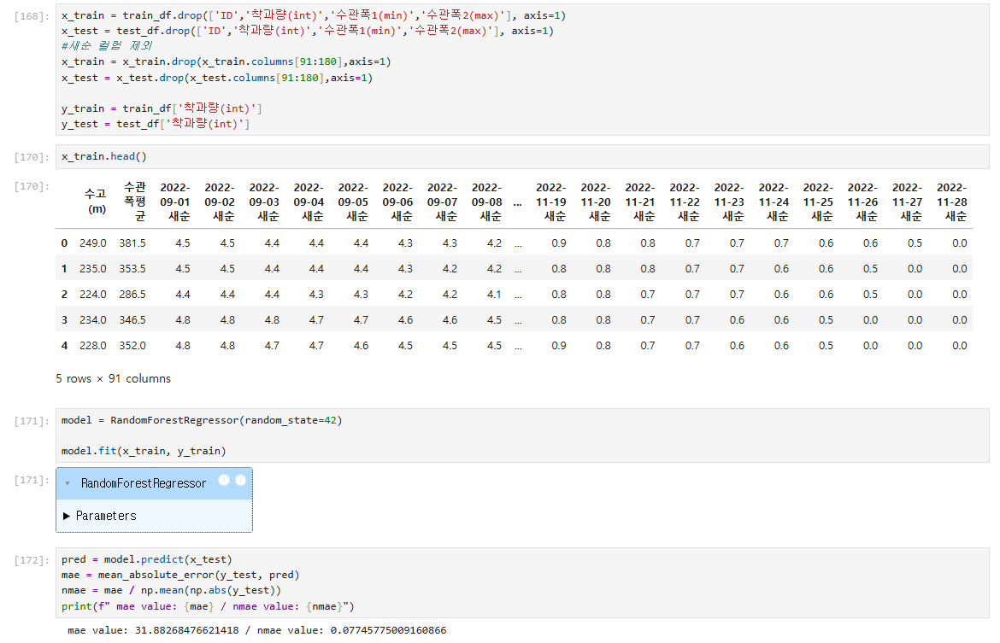 [168]:
x_train = train_df.drop(['ID','착과량(int)','수관폭1(min)','수관폭2(max)'], axis=1)
x_test = test_df.drop(['ID','착과량(int)','수관폭1(min)','수관폭2(max)'], axis=1)
#새순 컬럼 제외
x_train = x_train.drop(x_train.columns[91:180],axis=1)
x_test = x_test.drop(x_test.columns[91:180],axis=1)
y_train = train_df['착과량(int)']
y_test = test_df['착과량(int)']
[170]:
x_train.head()
[170]:
수고(m) 수관폭평균 2022-09-01 새순 2022-09-02 새순 2022-09-03 새순 2022-09-04 새순 2022-09-05 새순 2022-09-06 새순 2022-09-07 새순 2022-09-08 새순 ... 2022-11-19 새순 2022-11-20 새순 2022-11-21 새순 2022-11-22 새순 2022-11-23 새순 2022-11-24 새순 2022-11-25 새순 2022-11-26 새순 2022-11-27 새순 2022-11-28 새순
0 249.0 381.5 4.5 4.5 4.4 4.4 4.4 4.3 4.3 4.2 ... 0.9 0.8 0.8 0.7 0.7 0.7 0.6 0.6 0.5 0.0
1 235.0 353.5 4.5 4.5 4.4 4.4 4.4 4.3 4.2 4.2 ... 0.8 0.8 0.8 0.7 0.7 0.6 0.6 0.5 0.0 0.0
2 224.0 286.5 4.4 4.4 4.4 4.3 4.3 4.2 4.2 4.1 ... 0.8 0.8 0.7 0.7 0.7 0.6 0.6 0.5 0.0 0.0
3 234.0 346.5 4.8 4.8 4.8 4.7 4.7 4.6 4.6 4.5 ... 0.8 0.8 0.7 0.7 0.6 0.6 0.5 0.0 0.0 0.0
4 228.0 352.0 4.8 4.8 4.7 4.7 4.6 4.5 4.5 4.5 ... 0.9 0.8 0.7 0.7 0.6 0.6 0.5 0.0 0.0 0.0
5 rows × 91 columns
[171]:
model = RandomForestRegressor(random_state=42)
model.fit(x_train, y_train)
[171]:
RandomForestRegressor
Parameters
[172]:
pred = model.predict(x_test)
mae = mean_absolute_error(y_test, pred)
nmae = mae / np.mean(np.abs(y_test))
print(f" mae value: {mae} / nmae value: {nmae}")
mae value: 31.88268476621418 / nmae value: 0.07745775009160866